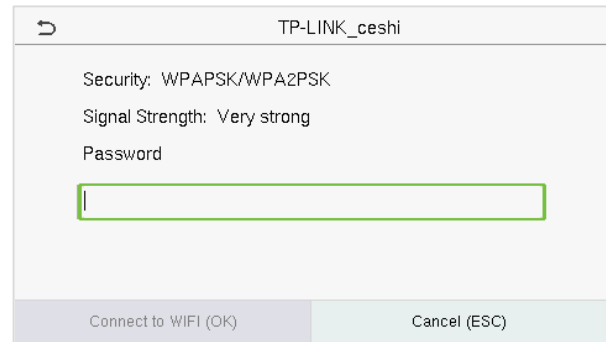 TP-LINK_ceshi
Security: WPAPSK/WPA2PSK
Signal Strength: Very strong
Password
Connect to WIFI (OK)
Cancel (ESC)